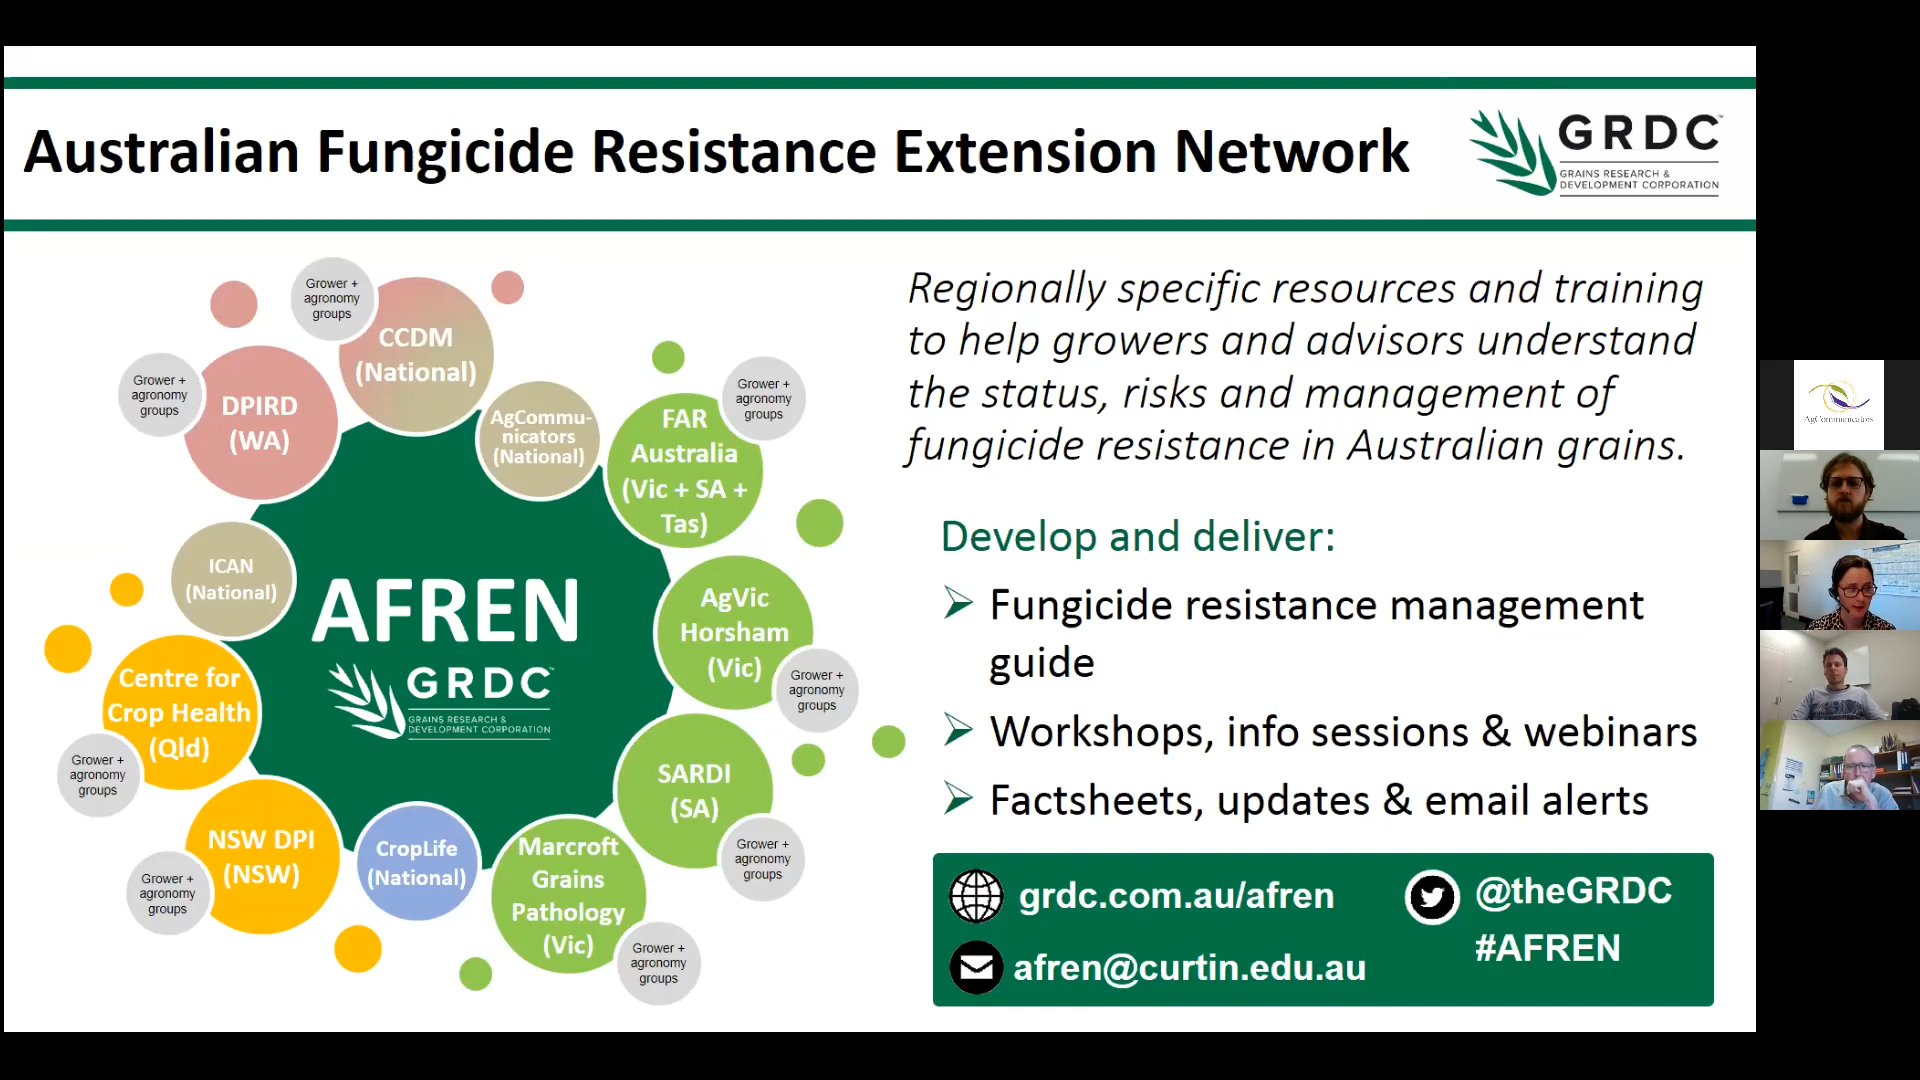 Australian Fungicide Resistance Extension Network
GRDC™
GRAINS RESEARCH &
DEVELOPMENT CORPORATION
Grower +
agronomy
groups
CCDM
(National)
Grower +
agronomy
groups
DPIRD
(WA)
AgCommu-
nicators
(National)
FAR
Australia
(Vic + SA +
Tas)
Grower +
agronomy
groups
ICAN
(National)
AFREN
GRDC™
GRAINS RESEARCH &
DEVELOPMENT CORPORATION
AgVic
Horsham
(Vic)
Grower +
agronomy
groups
Centre for
Crop Health
(Qld)
Grower +
agronomy
groups
SARDI
(SA)
Grower +
agronomy
groups
NSW DPI
(NSW)
Grower +
agronomy
groups
CropLife
(National)
Marcroft
Grains
Pathology
(Vic)
Grower +
agronomy
groups
Regionally specific resources and training
to help growers and advisors understand
the status, risks and management of
fungicide resistance in Australian grains.
Develop and deliver:
Fungicide resistance management
guide
Workshops, info sessions & webinars
Factsheets, updates & email alerts
grdc.com.au/afren
afren@curtin.edu.au
@theGRDC
#AFREN
AgCommunicators